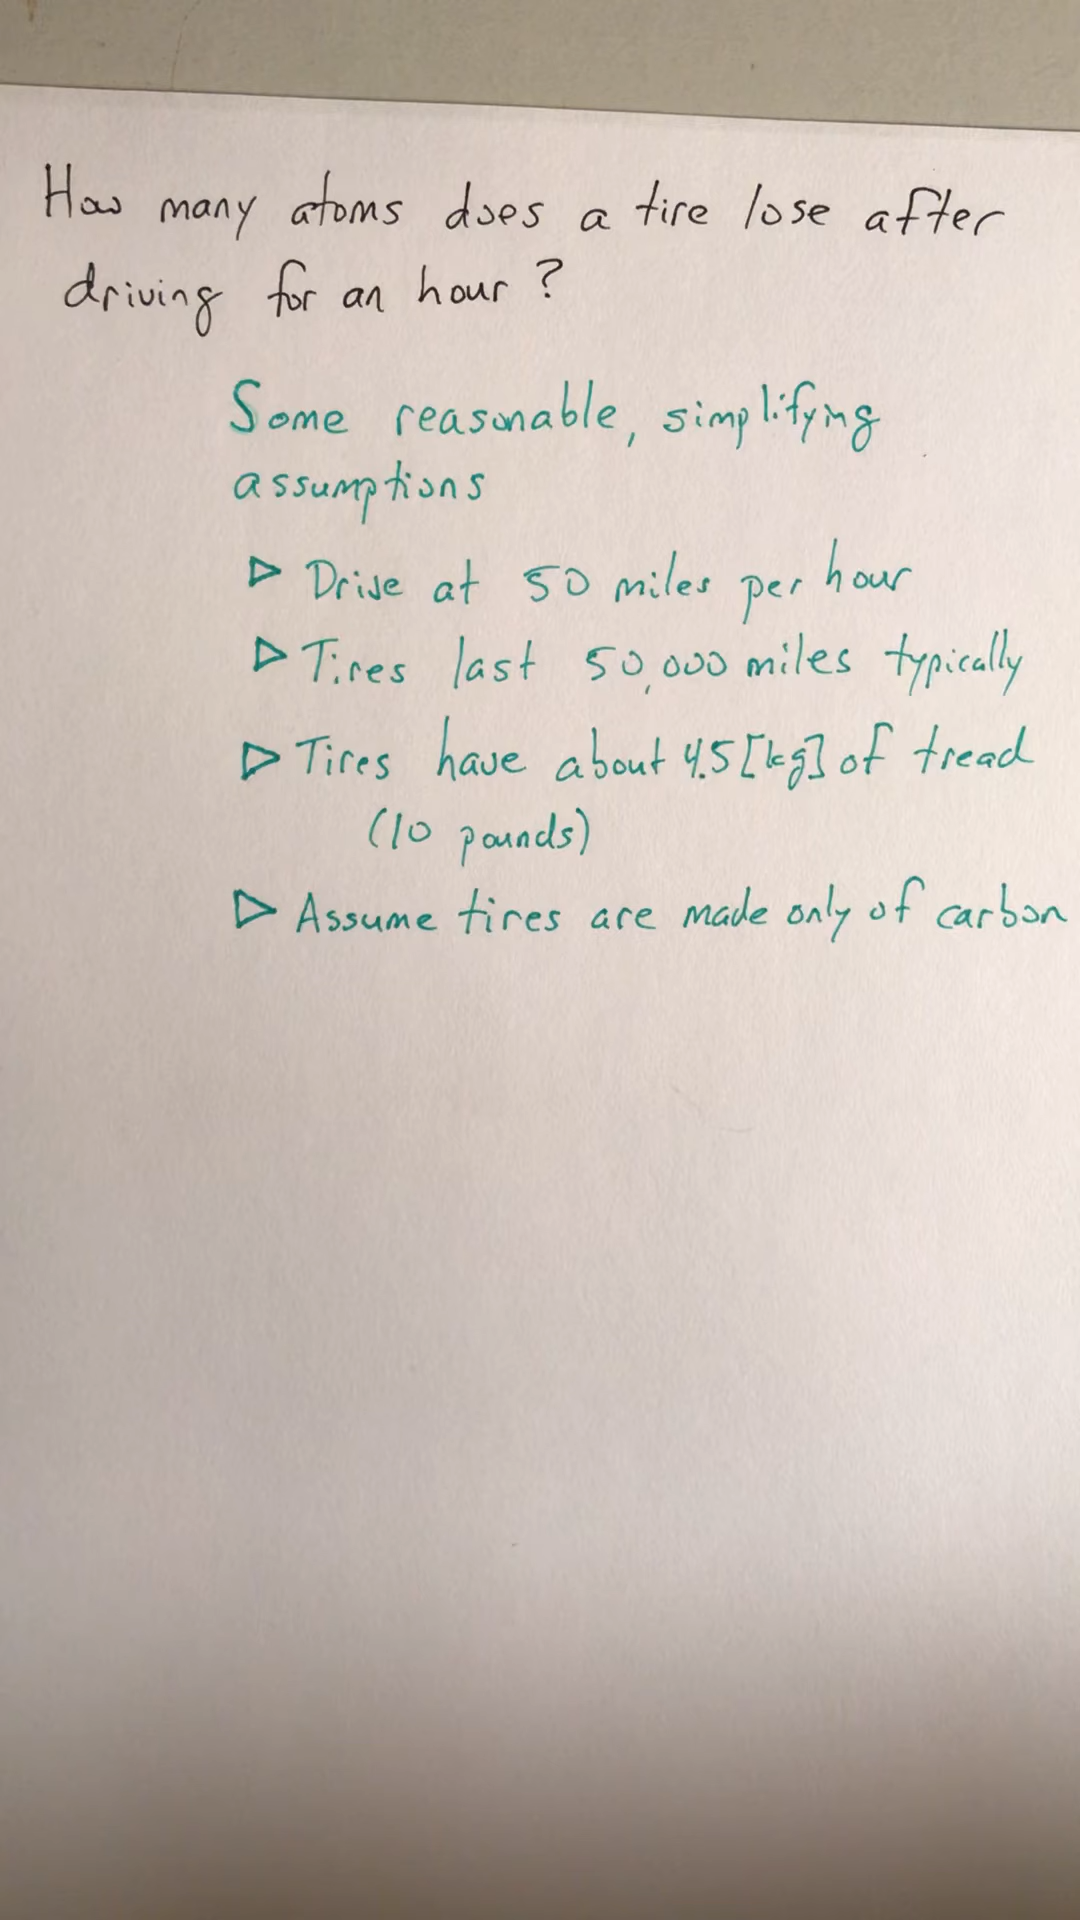 How many atoms does a tire lose after
driving for an hour?
Some reasonable, simplifying
assumptions
▷ Drive at 50 miles per hour
▷ Tires last 50,000 miles typically
▷ Tires have about 4.5 [kg] of tread
(10 pounds)
▷ Assume tires are made only of carbon